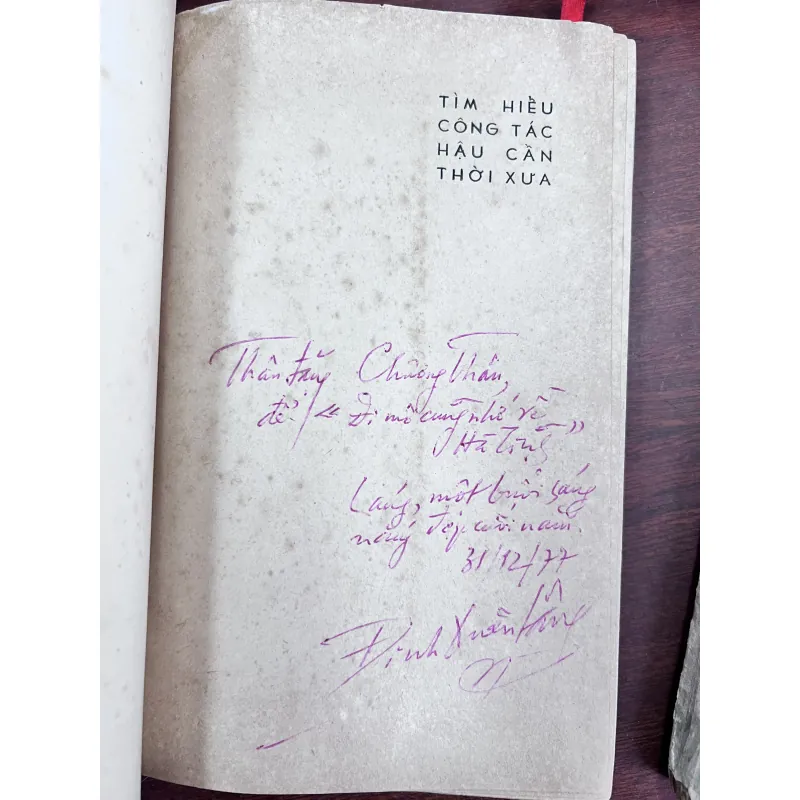 TÌM HIỀU
CÔNG TÁC
HẬU CẦN
THỜI XƯA
Thân tặng Chương Thâu,
để "Đi mô cũng nhớ về
Hà Tĩnh"
Láng, một buổi sáng
nắng đẹp cuối năm.
31/12/77
Đinh Xuân